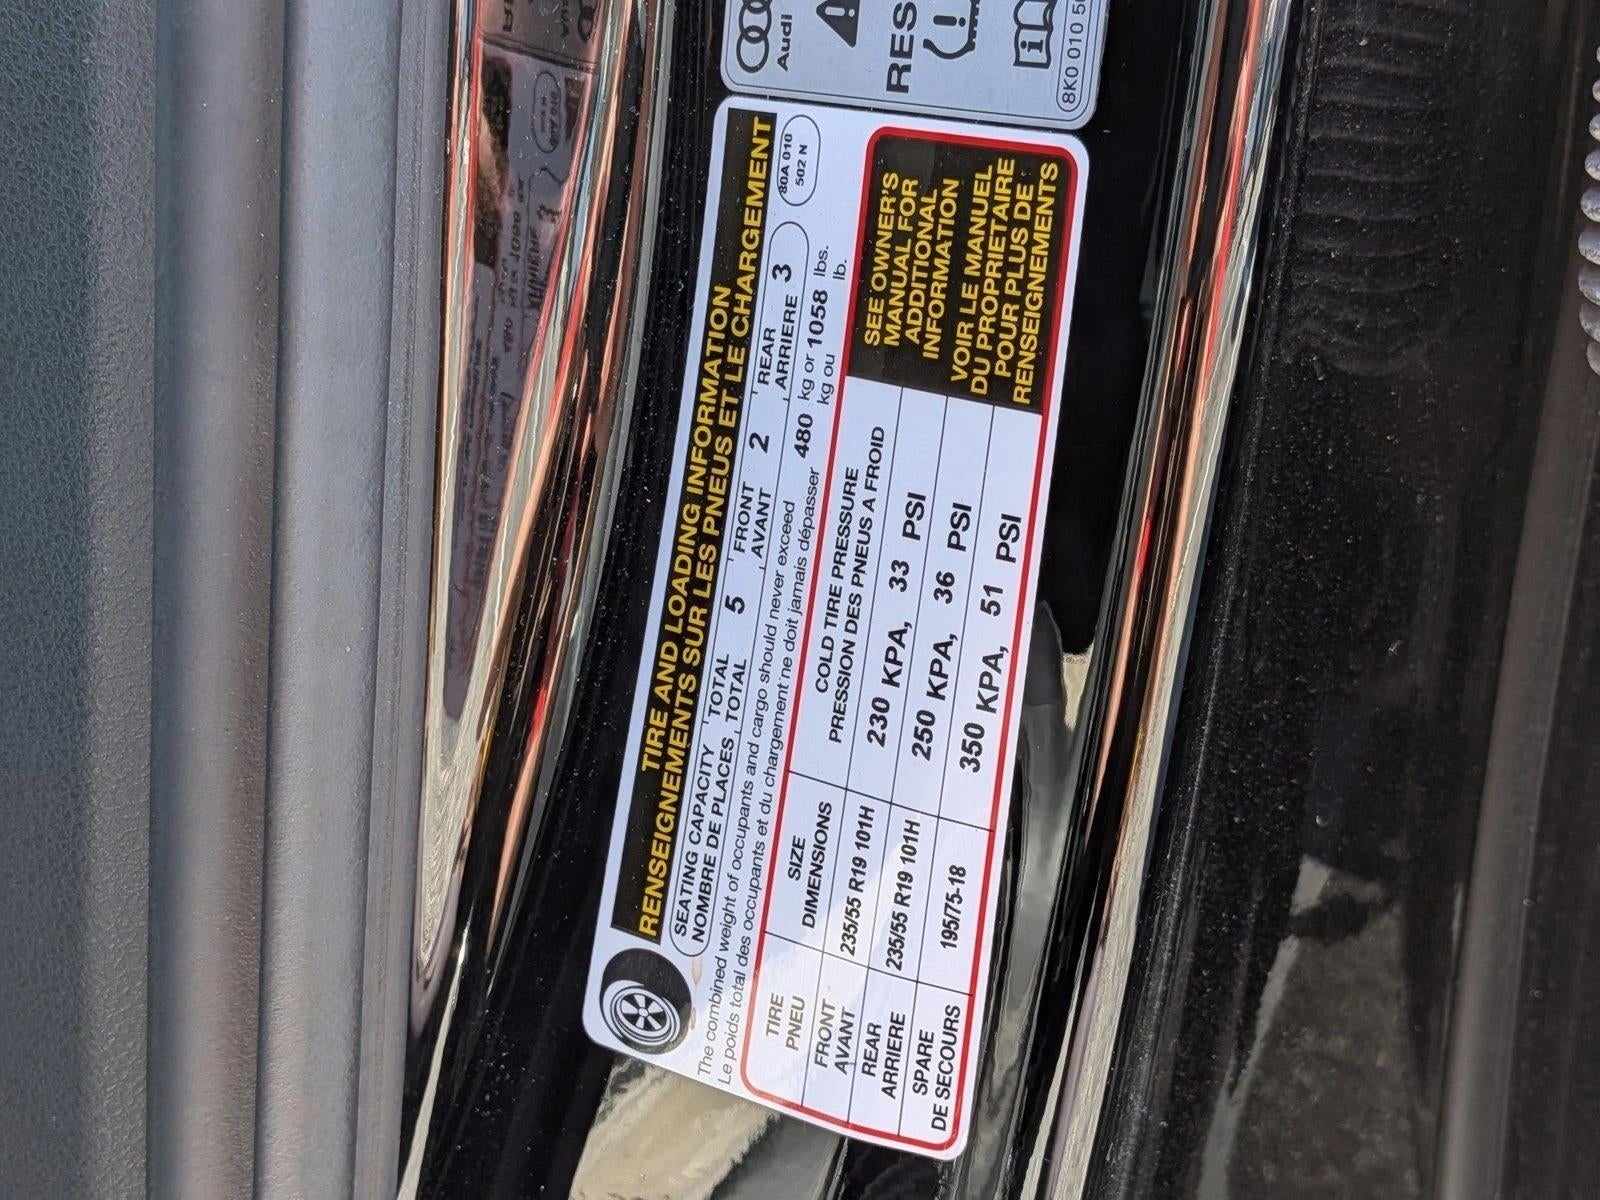 Audi
RES
8K0 010 50
TIRE AND LOADING INFORMATION
RENSEIGNEMENTS SUR LES PNEUS ET LE CHARGEMENT
80A 010
502 N
SEATING CAPACITY TOTAL 5 FRONT 2 REAR 3
NOMBRE DE PLACES TOTAL AVANT ARRIERE
The combined weight of occupants and cargo should never exceed 480 kg or 1058 lbs.
Le poids total des occupants et du chargement ne doit jamais dépasser kg ou lb.
TIRE SIZE COLD TIRE PRESSURE
PNEU DIMENSIONS PRESSION DES PNEUS A FROID
FRONT
AVANT 235/55 R19 101H 230 KPA, 33 PSI
REAR
ARRIERE 235/55 R19 101H 250 KPA, 36 PSI
SPARE
DE SECOURS 195/75-18 350 KPA, 51 PSI
SEE OWNER'S
MANUAL FOR
ADDITIONAL
INFORMATION
VOIR LE MANUEL
DU PROPRIETAIRE
POUR PLUS DE
RENSEIGNEMENTS